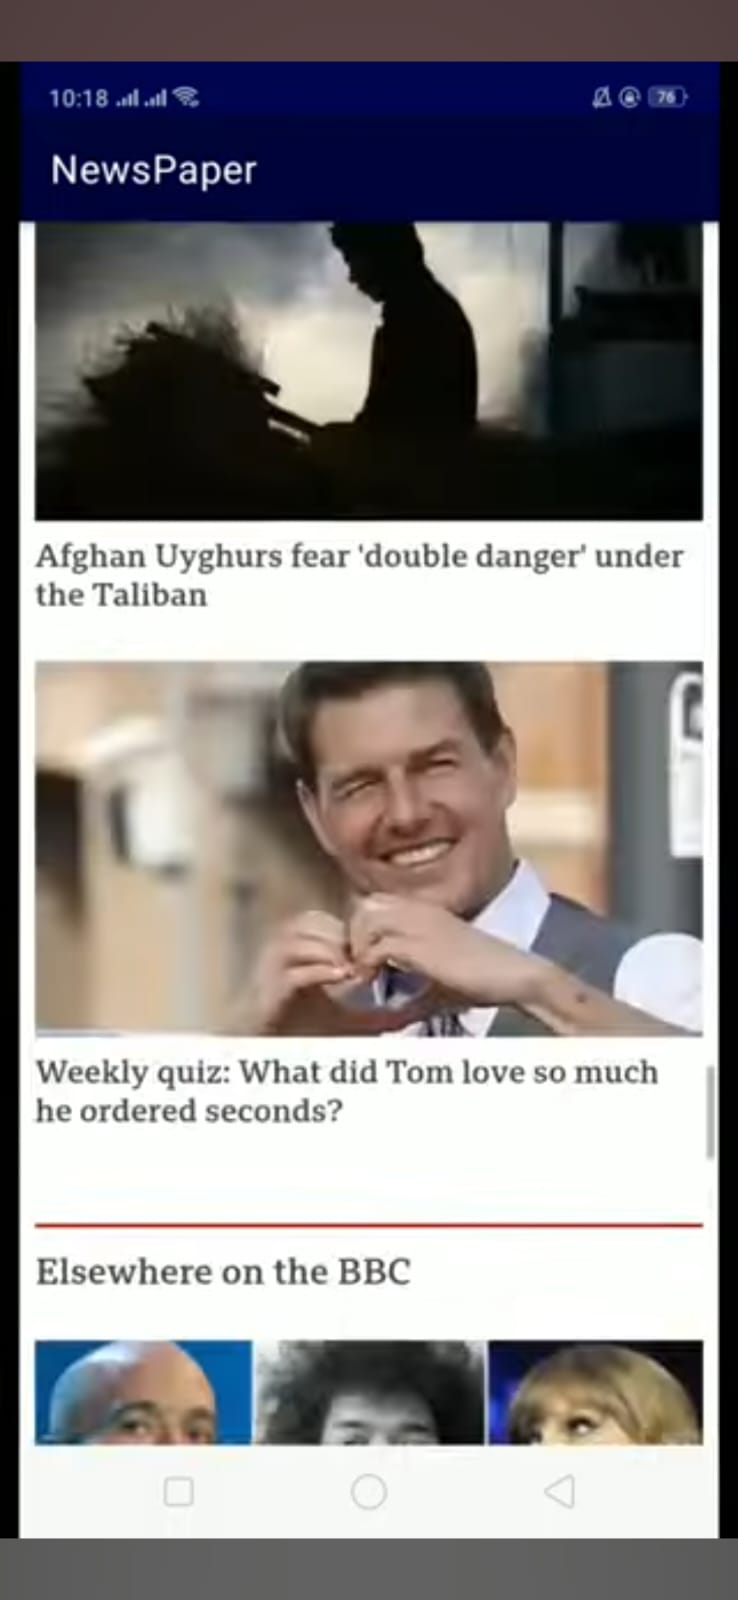 10:18
76
NewsPaper
Afghan Uyghurs fear 'double danger' under
the Taliban
Weekly quiz: What did Tom love so much
he ordered seconds?
Elsewhere on the BBC